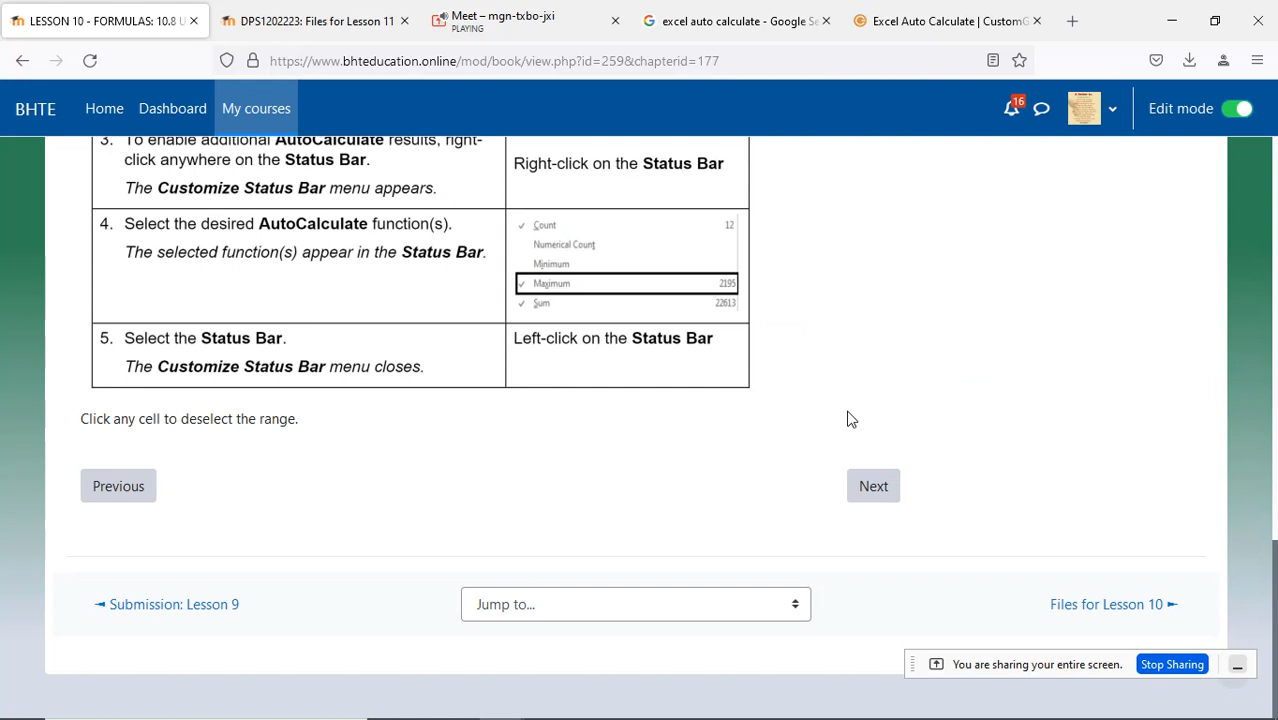 LESSON 10 - FORMULAS: 10.8 U
DPS1202223: Files for Lesson 11
Meet – mgn-txbo-jxi
PLAYING
excel auto calculate - Google Se
Excel Auto Calculate | CustomG
https://www.bhteducation.online/mod/book/view.php?id=259&chapterid=177
BHTE
Home
Dashboard
My courses
16
Edit mode
3. To enable additional AutoCalculate results, right-
click anywhere on the Status Bar.
The Customize Status Bar menu appears.
Right-click on the Status Bar
4. Select the desired AutoCalculate function(s).
The selected function(s) appear in the Status Bar.
Count 12
Numerical Count
Minimum
Maximum 2195
Sum 22613
5. Select the Status Bar.
The Customize Status Bar menu closes.
Left-click on the Status Bar
Click any cell to deselect the range.
Previous
Next
◄ Submission: Lesson 9
Jump to...
Files for Lesson 10 ►
You are sharing your entire screen.
Stop Sharing